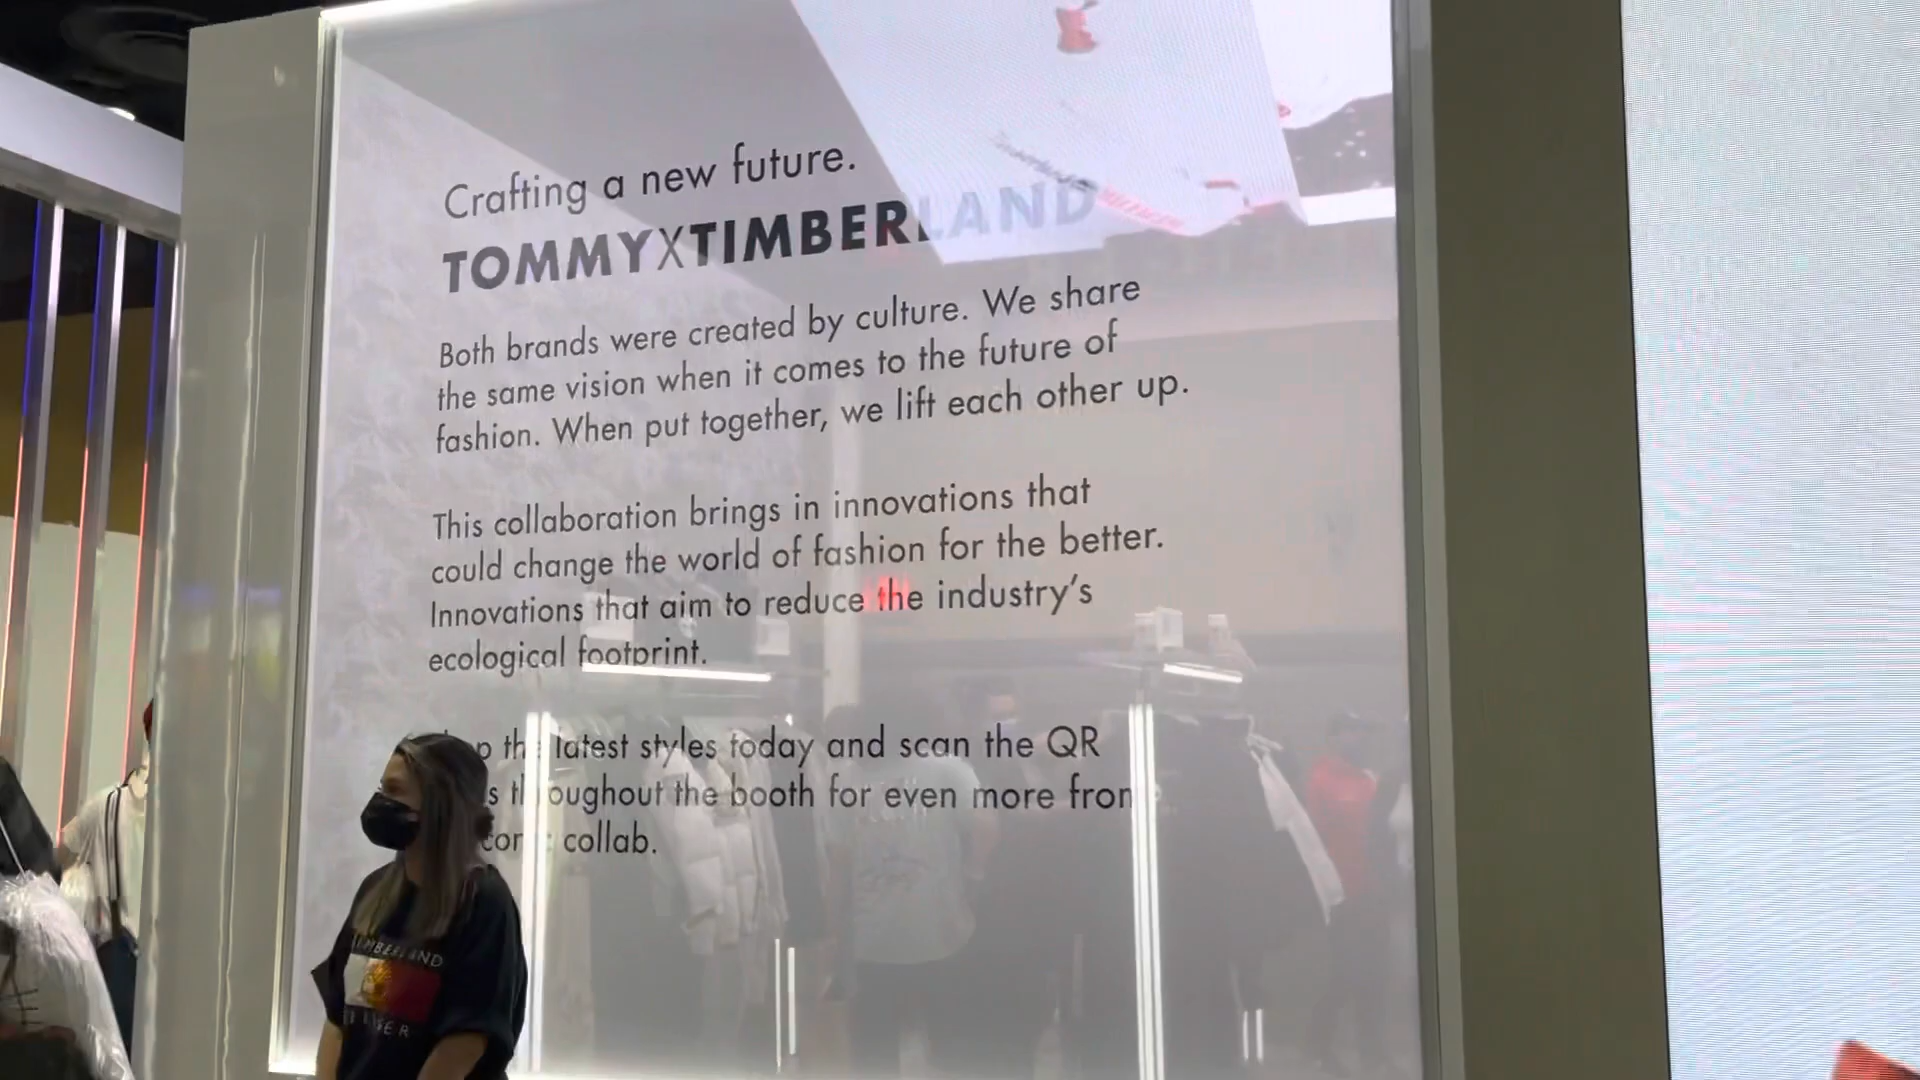 Crafting a new future.
TOMMYXTIMBERLAND
Both brands were created by culture. We share
the same vision when it comes to the future of
fashion. When put together, we lift each other up.
This collaboration brings in innovations that
could change the world of fashion for the better.
Innovations that aim to reduce the industry's
ecological footprint.
latest styles today and scan the QR
throughout the booth for even more from
collab.
TIMBERLAND